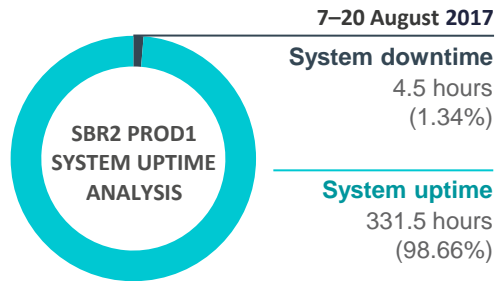 7–20 August 2017
System downtime
4.5 hours
(1.34%)
SBR2 PROD1
SYSTEM UPTIME
ANALYSIS
System uptime
331.5 hours
(98.66%)